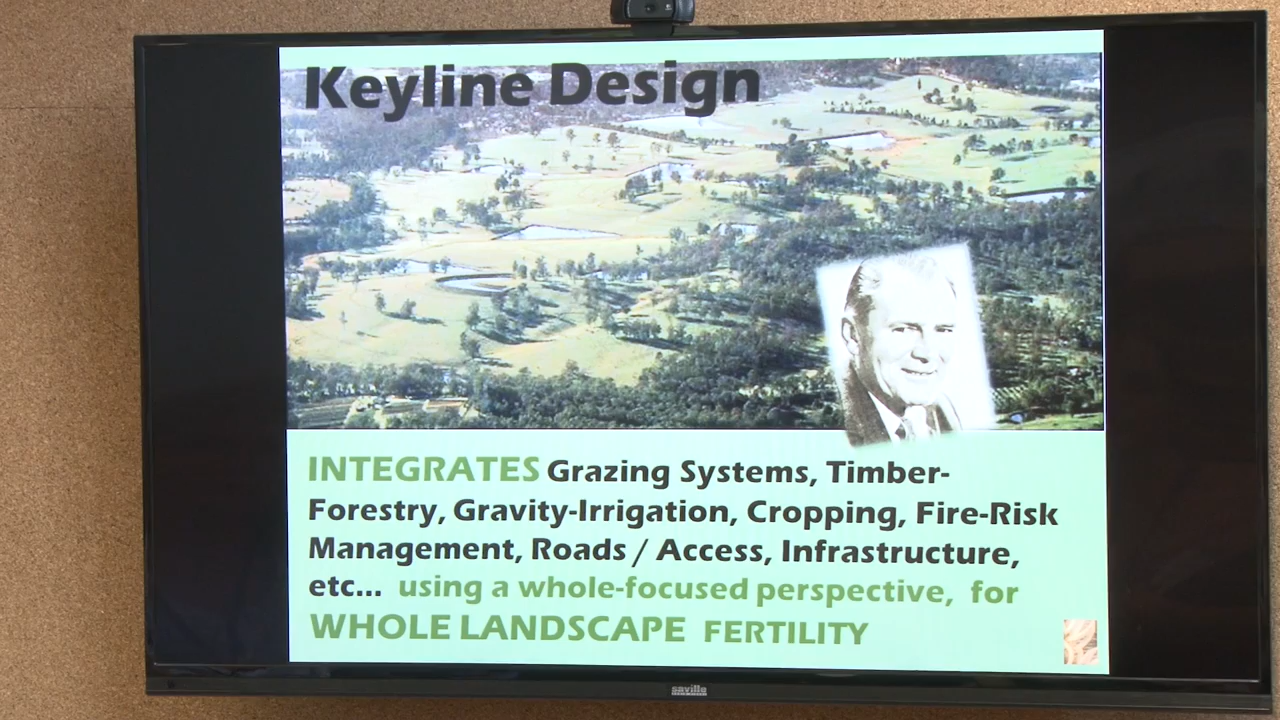 Keyline Design
INTEGRATES Grazing Systems, Timber-
Forestry, Gravity-Irrigation, Cropping, Fire-Risk
Management, Roads / Access, Infrastructure,
etc... using a whole-focused perspective, for
WHOLE LANDSCAPE FERTILITY
saville